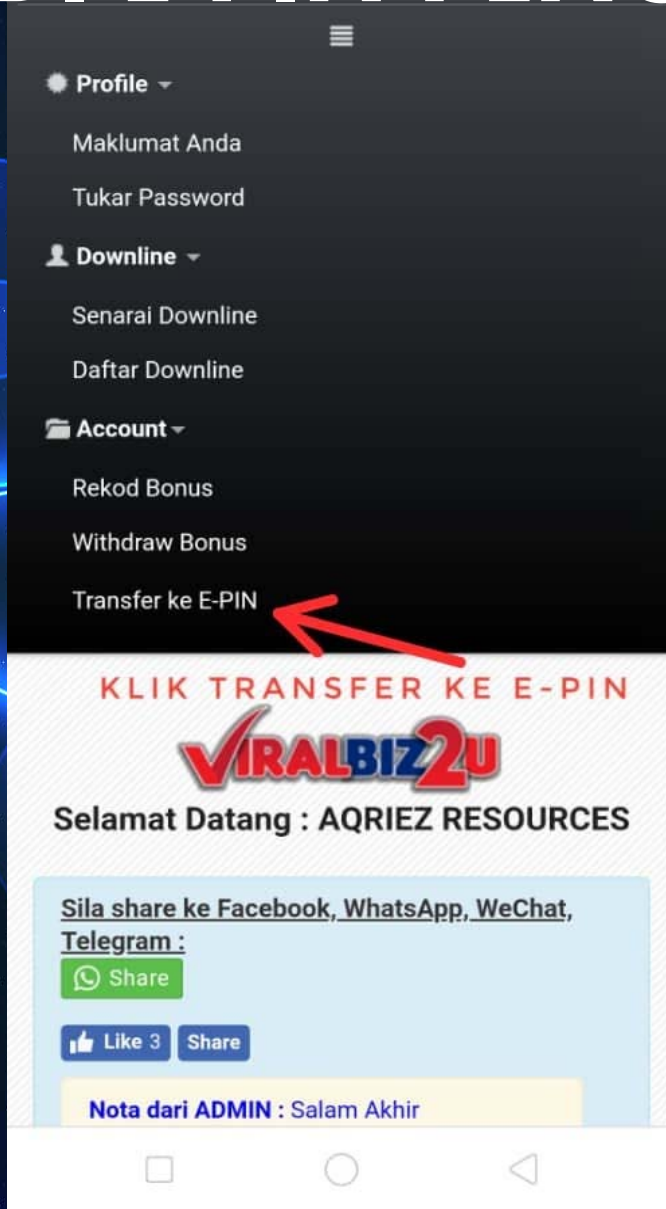 Profile
Maklumat Anda
Tukar Password
Downline
Senarai Downline
Daftar Downline
Account
Rekod Bonus
Withdraw Bonus
Transfer ke E-PIN
KLIK TRANSFER KE E-PIN
VIRALBIZ2U
Selamat Datang : AQRIEZ RESOURCES
Sila share ke Facebook, WhatsApp, WeChat,
Telegram :
Share
Like 3 Share
Nota dari ADMIN : Salam Akhir